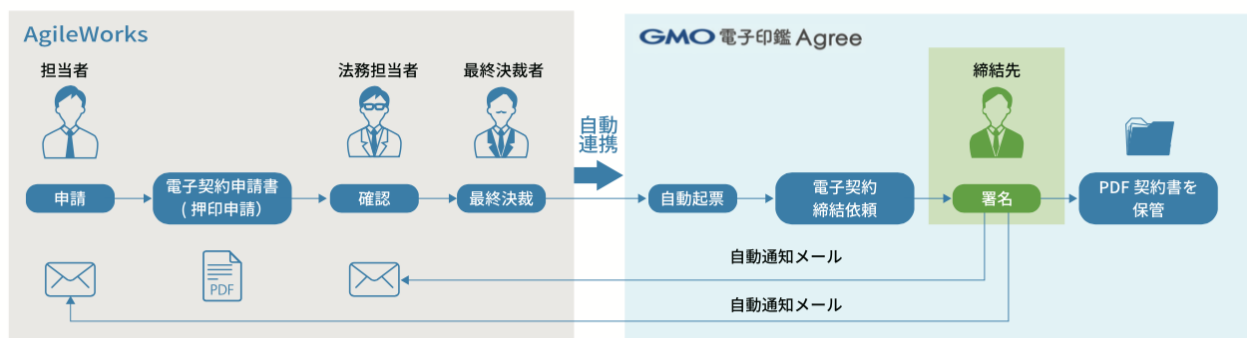 AgileWorks
担当者
法務担当者
最終決裁者
申請
電子契約申請書
( 押印申請）
確認
最終決裁
PDF
自動
連携
GMO 電子印鑑 Agree
締結先
自動起票
電子契約
締結依頼
署名
PDF 契約書を
保管
自動通知メール
自動通知メール